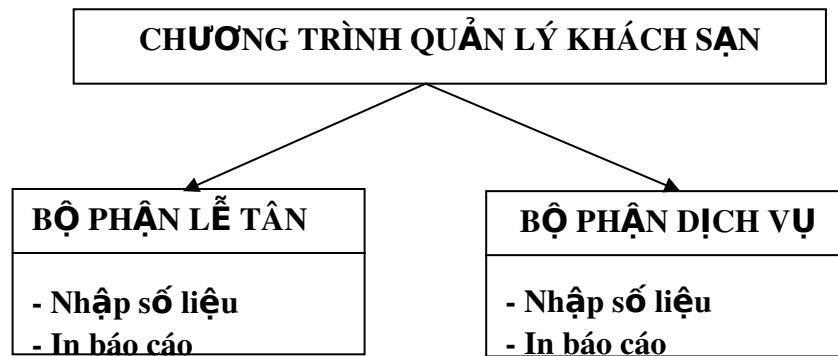 CHƯƠNG TRÌNH QUẢN LÝ KHÁCH SẠN
BỘ PHẬN LỄ TÂN
- Nhập số liệu
- In báo cáo
BỘ PHẬN DỊCH VỤ
- Nhập số liệu
- In báo cáo